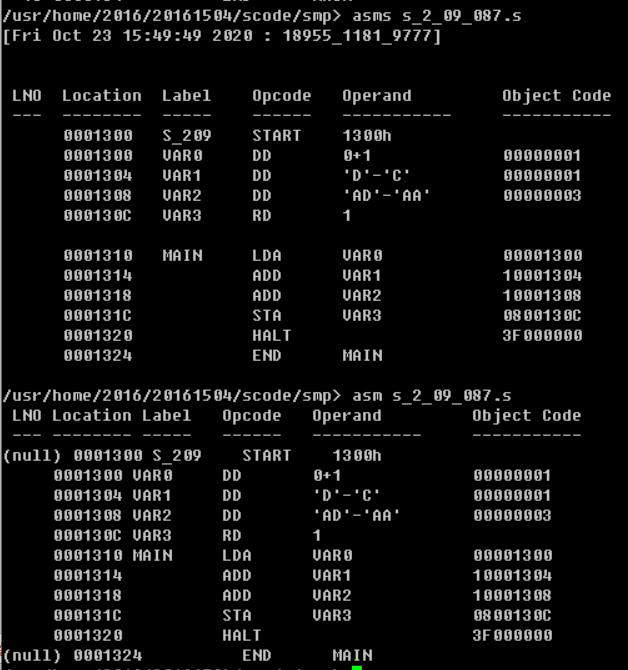 /usr/home/2016/20161504/scode/smp> asms s_2_09_087.s
[Fri Oct 23 15:49:49 2020 : 18955_1181_9777]
LNO Location Label Opcode Operand Object Code
--- -------- ----- ------ ----------- -----------
0001300 S_209 START 1300h
0001300 VAR0 DD 0+1 00000001
0001304 VAR1 DD 'D'-'C' 00000001
0001308 VAR2 DD 'AD'-'AA' 00000003
000130C VAR3 RD 1
0001310 MAIN LDA VAR0 00001300
0001314 ADD VAR1 10001304
0001318 ADD VAR2 10001308
000131C STA VAR3 0800130C
0001320 HALT 3F000000
0001324 END MAIN
/usr/home/2016/20161504/scode/smp> asm s_2_09_087.s
LNO Location Label Opcode Operand Object Code
--- -------- ----- ------ ----------- -----------
(null) 0001300 S_209 START 1300h
0001300 VAR0 DD 0+1 00000001
0001304 VAR1 DD 'D'-'C' 00000001
0001308 VAR2 DD 'AD'-'AA' 00000003
000130C VAR3 RD 1
0001310 MAIN LDA VAR0 00001300
0001314 ADD VAR1 10001304
0001318 ADD VAR2 10001308
000131C STA VAR3 0800130C
0001320 HALT 3F000000
(null) 0001324 END MAIN